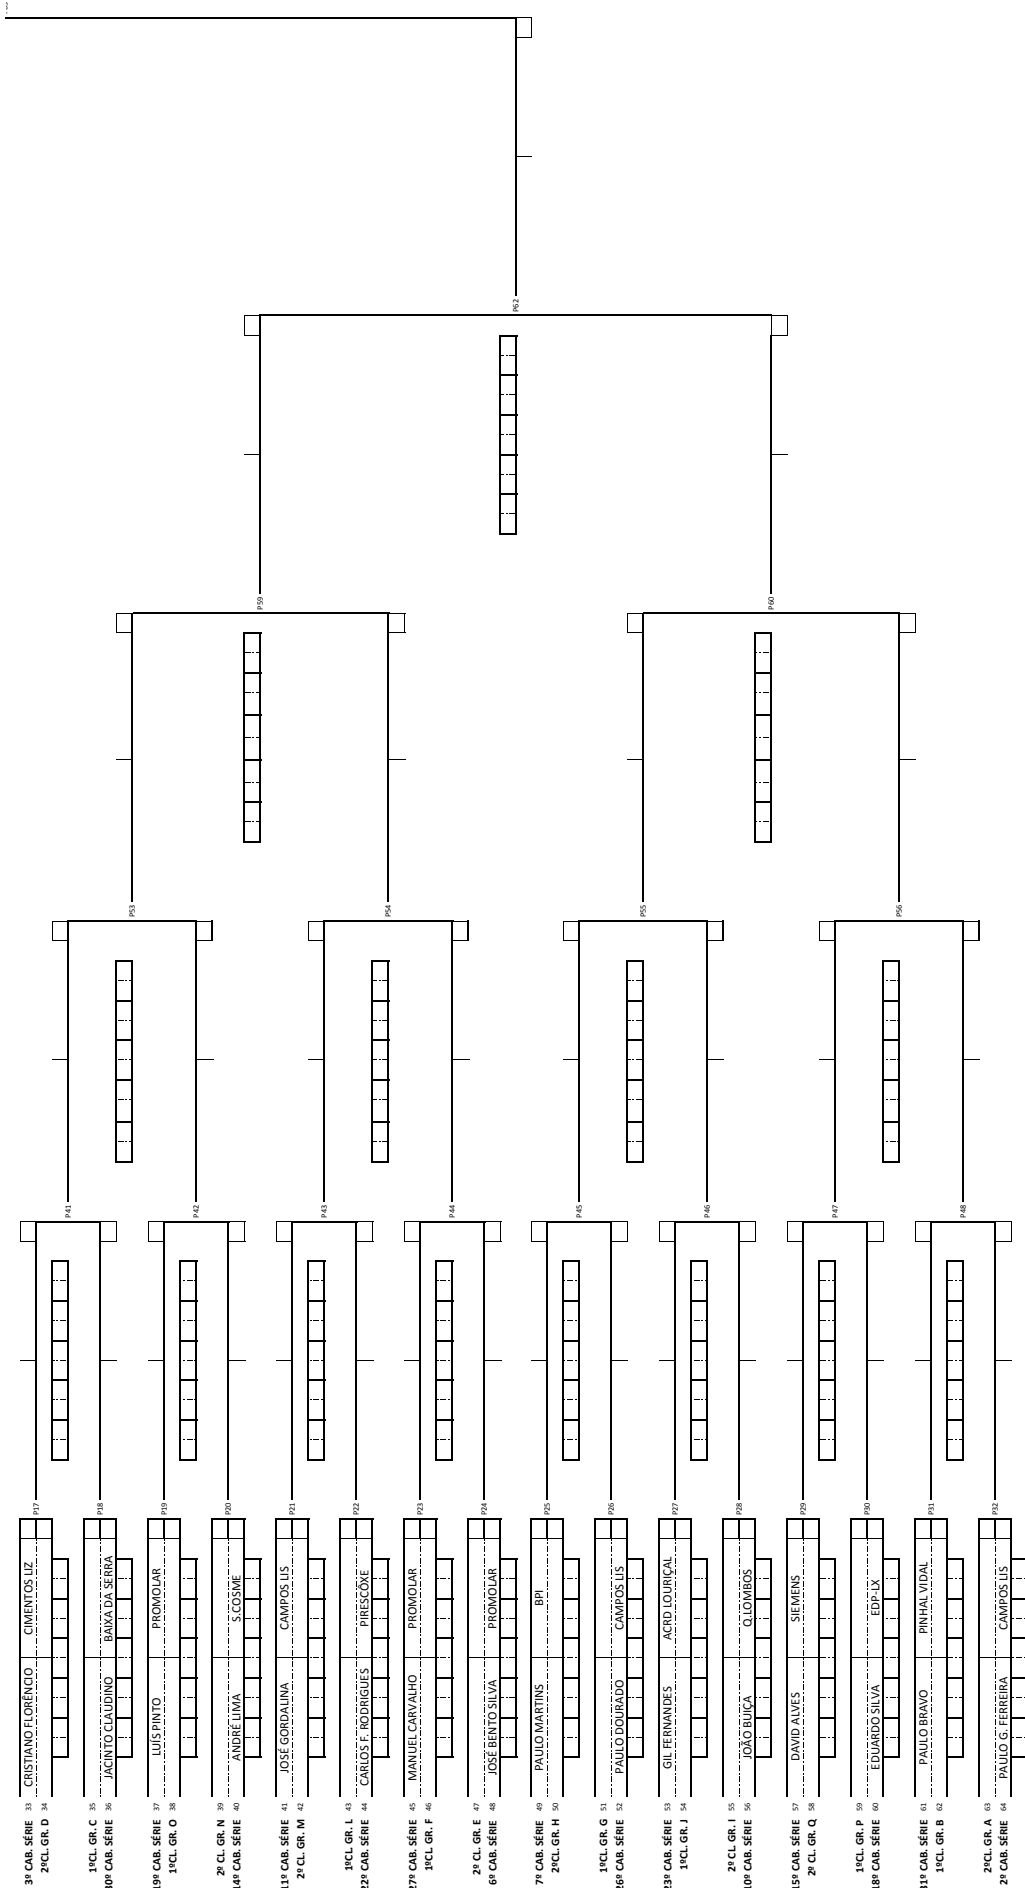 3º CAB. SÉRIE 33 CRISTIANO FLORÊNCIO CIMENTOS LIZ
2ºCL. GR. D 34
P17
1ºCL. GR. C 35
30º CAB. SÉRIE 36 JACINTO CLAUDINO BAIXA DA SERRA
P18
19º CAB. SÉRIE 37 LUÍS PINTO PROMOLAR
1ºCL. GR. O 38
P19
2º CL. GR. N 39
14º CAB. SÉRIE 40 ANDRÉ LIMA S.COSME
P20
11º CAB. SÉRIE 41 JOSÉ GORDALINA CAMPOS LIS
2º CL. GR. M 42
P21
1ºCL. GR. L 43
22º CAB. SÉRIE 44 CARLOS F. RODRIGUES PIRESCOXE
P22
27º CAB. SÉRIE 45 MANUEL CARVALHO PROMOLAR
1ºCL. GR. F 46
P23
2º CL. GR. E 47
6º CAB. SÉRIE 48 JOSÉ BENTO SILVA PROMOLAR
P24
7º CAB. SÉRIE 49 PAULO MARTINS BPI
2ºCL. GR. H 50
P25
1ºCL. GR. G 51
26º CAB. SÉRIE 52 PAULO DOURADO CAMPOS LIS
P26
23º CAB. SÉRIE 53 GIL FERNANDES ACRD LOURIÇAL
1ºCL. GR. J 54
P27
2º CL. GR. I 55
10º CAB. SÉRIE 56 JOÃO BUIÇA Q.LOMBOS
P28
15º CAB. SÉRIE 57 DAVID ALVES SIEMENS
2º CL. GR. Q 58
P29
1ºCL. GR. P 59
18º CAB. SÉRIE 60 EDUARDO SILVA EDP-LX
P30
31º CAB. SÉRIE 61 PAULO BRAVO PINHAL VIDAL
1ºCL. GR. B 62
P31
2ºCL. GR. A 63
2º CAB. SÉRIE 64 PAULO G. FERREIRA CAMPOS LIS
P32
P41
P42
P43
P44
P45
P46
P47
P48
P53
P54
P55
P56
P59
P60
P62